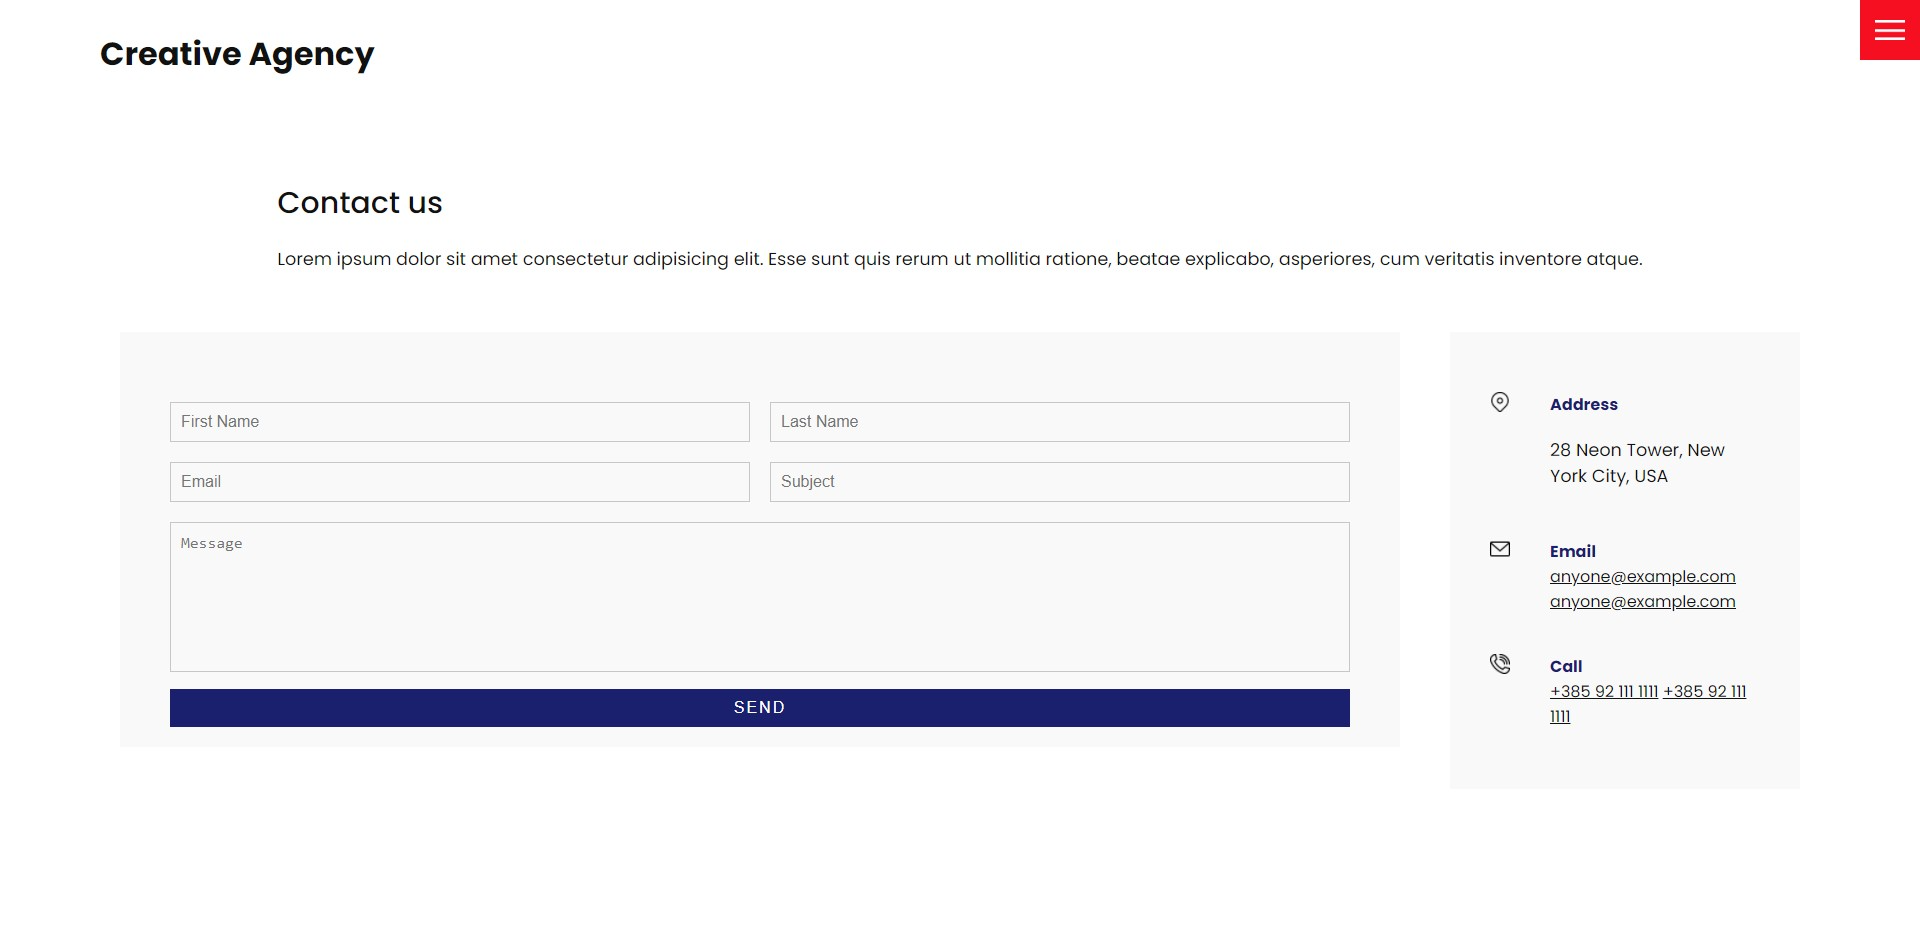 Creative Agency
Contact us
Lorem ipsum dolor sit amet consectetur adipisicing elit. Esse sunt quis rerum ut mollitia ratione, beatae explicabo, asperiores, cum veritatis inventore atque.
First Name
Last Name
Email
Subject
Message
SEND
Address
28 Neon Tower, New
York City, USA
Email
anyone@example.com
anyone@example.com
Call
+385 92 111 1111 +385 92 111
1111